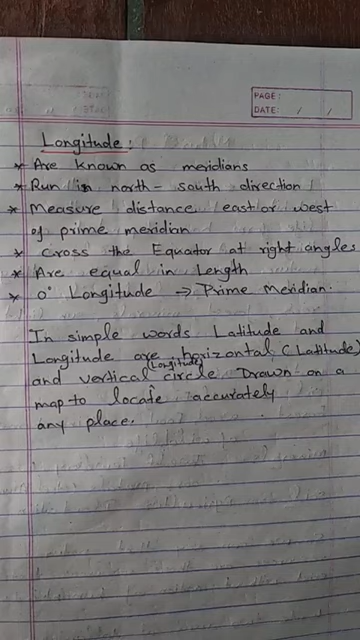 PAGE:
DATE: / /
Longitude:
* Are known as meridians
* Run in north - south direction
* Measure distance east or west
of prime meridian
* Cross the Equator at right angles
* Are equal in Length
* 0° Longitude → Prime Meridian.
In simple words Latitude and
Longitude are horizontal (Latitude)
and vertical (Longitude) circle Drawn on a
map to locate accurately
any place.